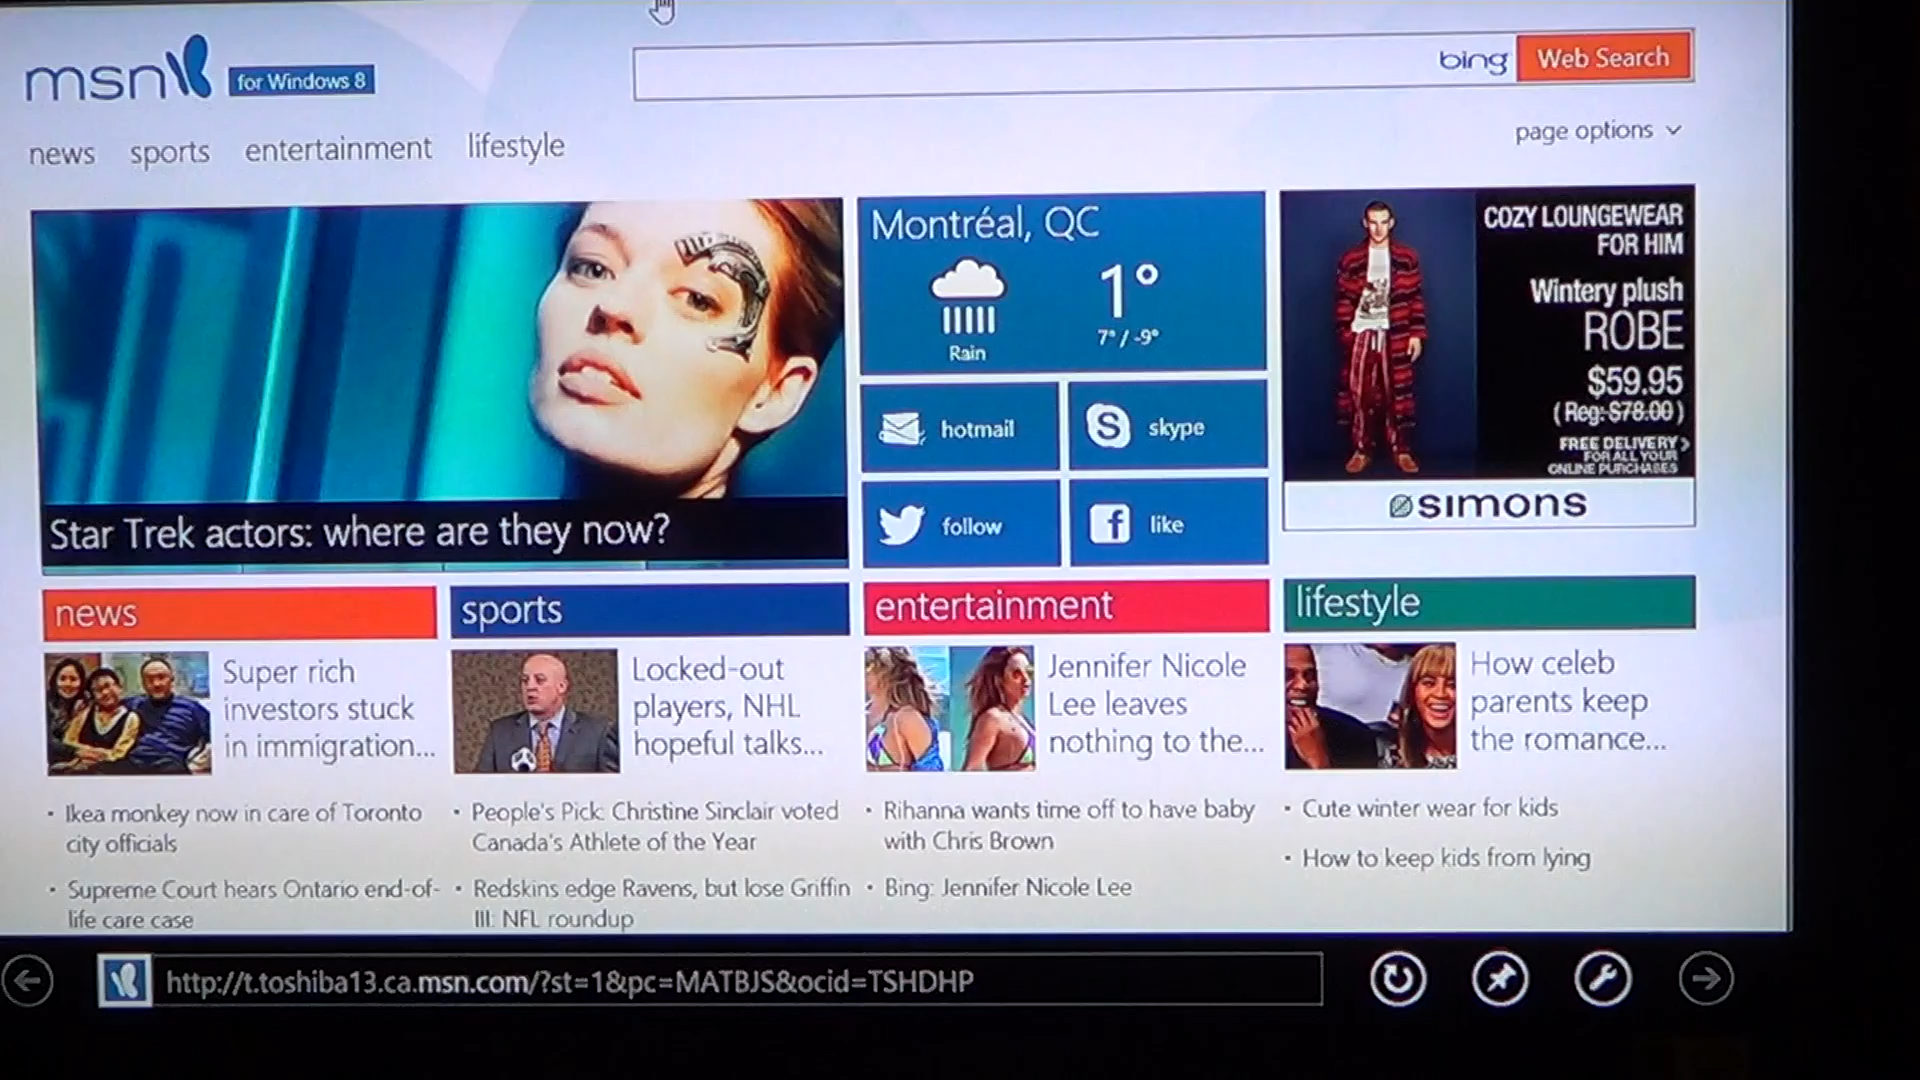 msn for Windows 8
bing Web Search
news sports entertainment lifestyle
page options
Star Trek actors: where are they now?
Montréal, QC
1°
7° / -9°
Rain
hotmail
skype
follow
like
COZY LOUNGEWEAR
FOR HIM
Wintery plush
ROBE
$59.95
(Reg: $78.00)
FREE DELIVERY >
FOR ALL YOUR
ONLINE PURCHASES
SIMONS
news
Super rich
investors stuck
in immigration...
• Ikea monkey now in care of Toronto
city officials
• Supreme Court hears Ontario end-of-
life care case
sports
Locked-out
players, NHL
hopeful talks...
• People's Pick: Christine Sinclair voted
Canada's Athlete of the Year
• Redskins edge Ravens, but lose Griffin
III: NFL roundup
entertainment
Jennifer Nicole
Lee leaves
nothing to the...
• Rihanna wants time off to have baby
with Chris Brown
• Bing: Jennifer Nicole Lee
lifestyle
How celeb
parents keep
the romance...
• Cute winter wear for kids
• How to keep kids from lying
http://t.toshiba13.ca.msn.com/?st=1&pc=MATBJS&ocid=TSHDHP